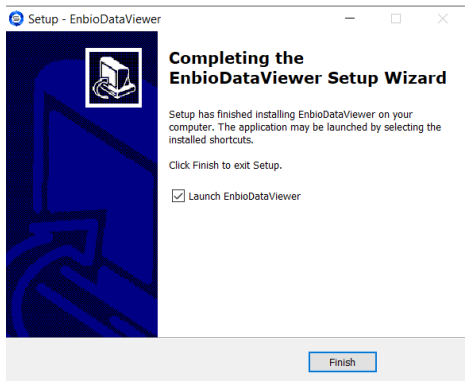 Setup - EnbioDataViewer
Completing the
EnbioDataViewer Setup Wizard
Setup has finished installing EnbioDataViewer on your
computer. The application may be launched by selecting the
installed shortcuts.
Click Finish to exit Setup.
Launch EnbioDataViewer
Finish